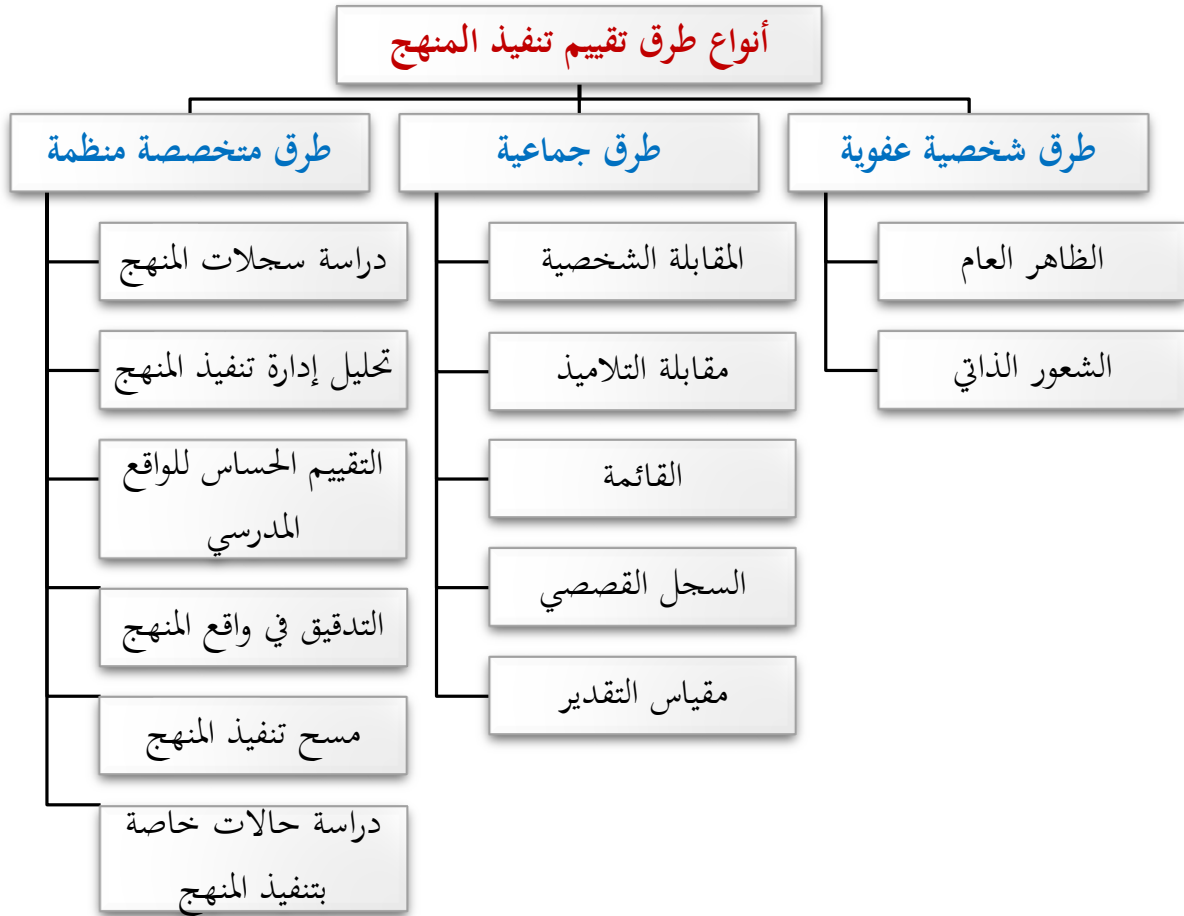 أنواع طرق تقييم تنفيذ المنهج
طرق شخصية عفوية
الظاهر العام
الشعور الذاتي
طرق جماعية
المقابلة الشخصية
مقابلة التلاميذ
القائمة
السجل القصصي
مقياس التقدير
طرق متخصصة منظمة
دراسة سجلات المنهج
تحليل إدارة تنفيذ المنهج
التقييم الحساس للواقع
المدرسي
التدقيق في واقع المنهج
مسح تنفيذ المنهج
دراسة حالات خاصة
بتنفيذ المنهج